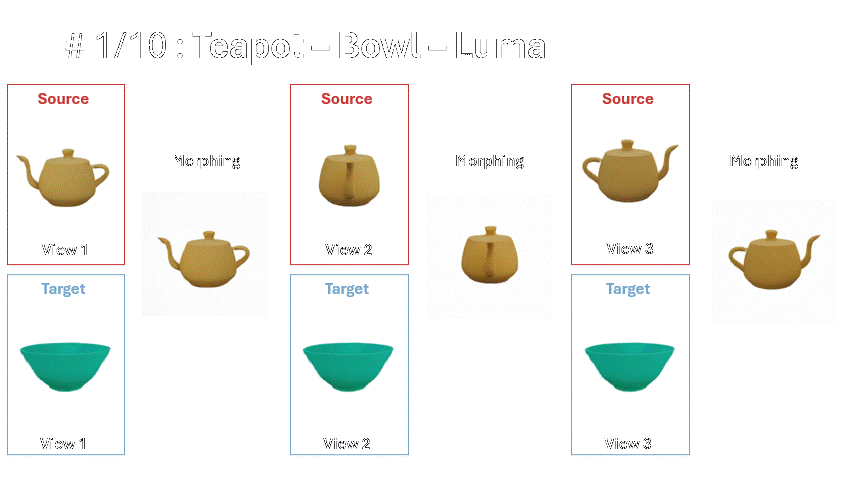 # 1/10 : Teapot – Bowl – Luma
Source
Source
Source
Morphing
Morphing
Morphing
View 1
View 2
View 3
Target
Target
Target
View 1
View 2
View 3